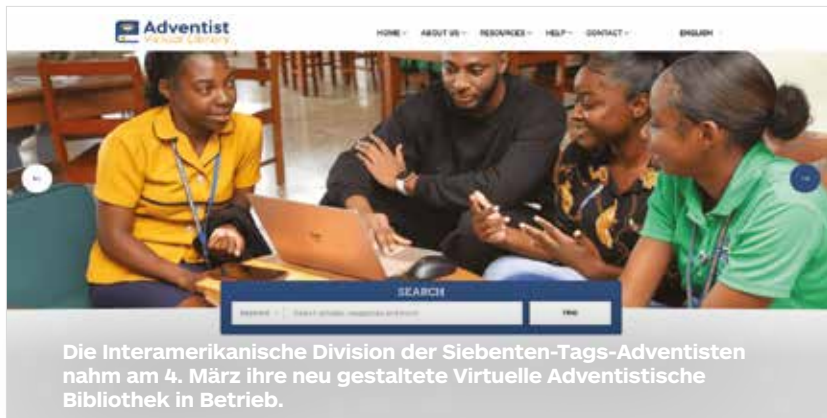 Adventist
Virtual Library
HOME ABOUT US RESOURCES HELP CONTACT ENGLISH
SEARCH
Keyword
FIND
Die Interamerikanische Division der Siebenten-Tags-Adventisten
nahm am 4. März ihre neu gestaltete Virtuelle Adventistische
Bibliothek in Betrieb.